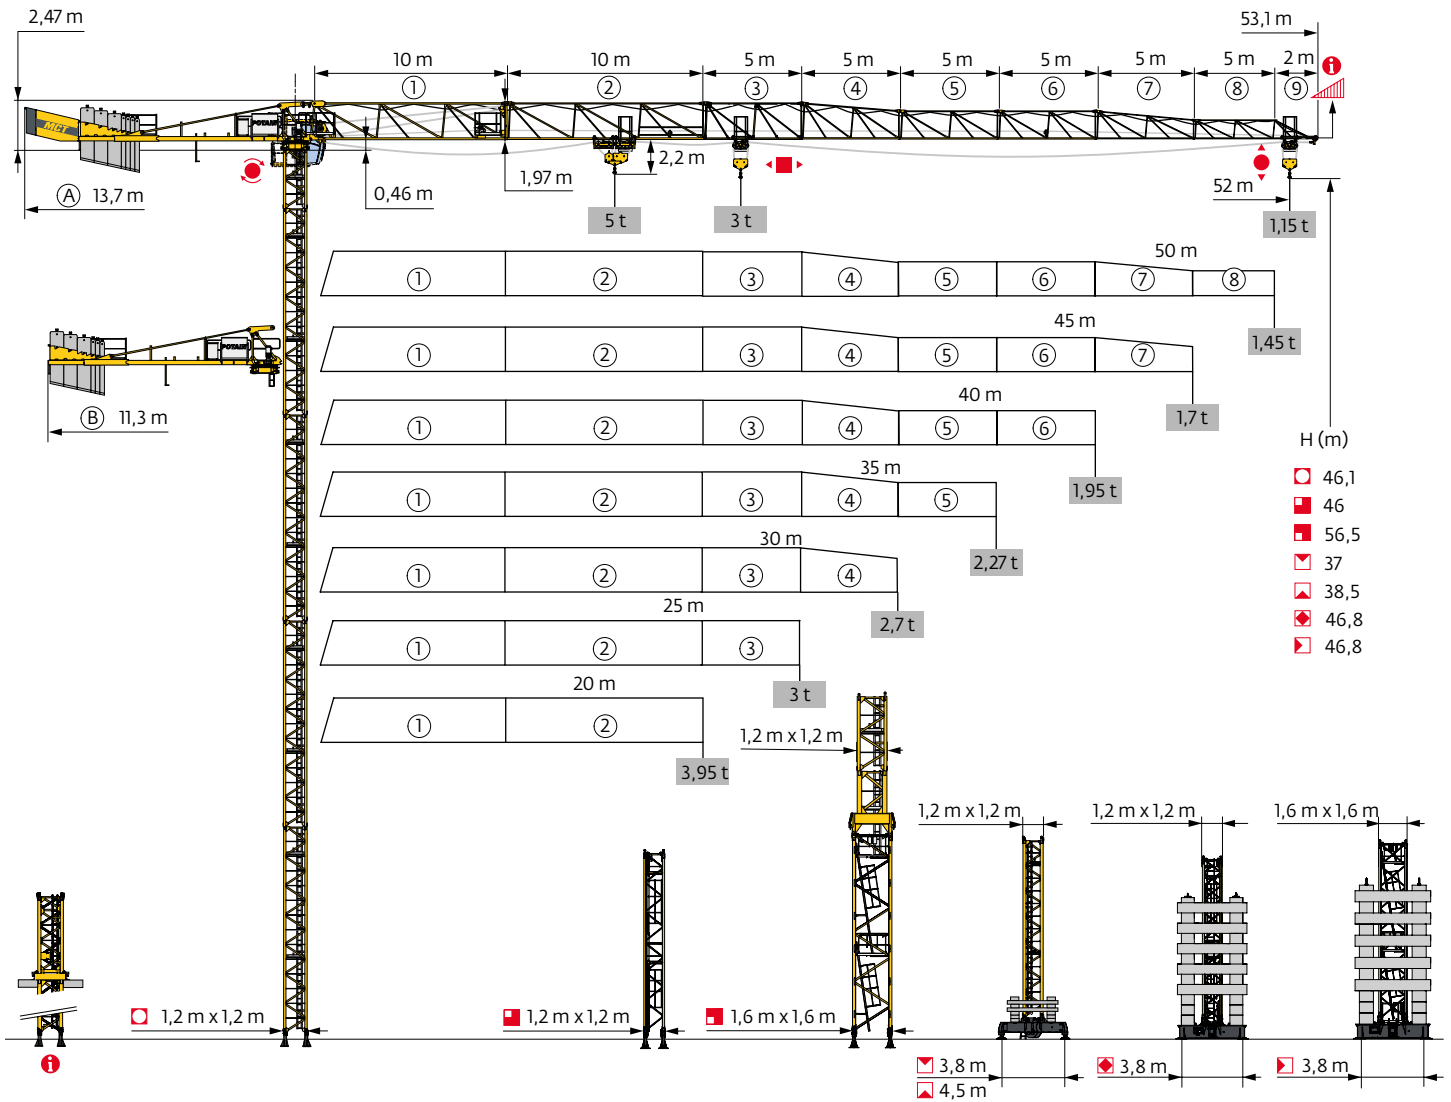 2,47 m
53,1 m
10 m
10 m
5 m
5 m
5 m
5 m
5 m
5 m
2 m
i
1
2
3
4
5
6
7
8
9
MCT
POTAIN
2,2 m
1,97 m
0,46 m
A 13,7 m
52 m
5 t
3 t
1,15 t
50 m
1
2
3
4
5
6
7
8
1,45 t
45 m
1
2
3
4
5
6
7
1,7 t
POTAIN
B 11,3 m
40 m
1
2
3
4
5
6
1,95 t
35 m
1
2
3
4
5
2,27 t
30 m
1
2
3
4
2,7 t
25 m
1
2
3
3 t
20 m
1
2
3,95 t
H (m)
46,1
46
56,5
37
38,5
46,8
46,8
1,2 m x 1,2 m
1,2 m x 1,2 m
1,2 m x 1,2 m
1,6 m x 1,6 m
1,2 m x 1,2 m
1,2 m x 1,2 m
1,6 m x 1,6 m
i
3,8 m
4,5 m
3,8 m
3,8 m